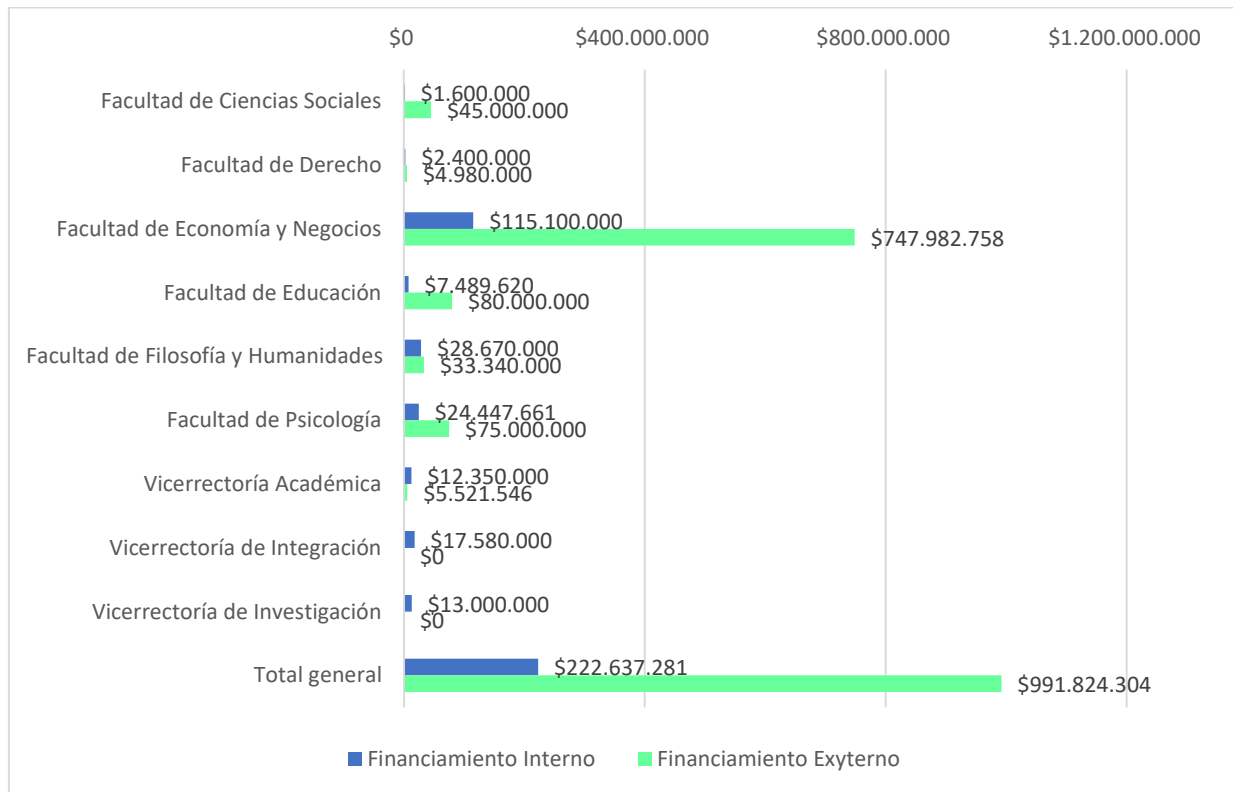 $0 $400.000.000 $800.000.000 $1.200.000.000
Facultad de Ciencias Sociales
$1.600.000
$45.000.000
Facultad de Derecho
$2.400.000
$4.980.000
Facultad de Economía y Negocios
$115.100.000
$747.982.758
Facultad de Educación
$7.489.620
$80.000.000
Facultad de Filosofía y Humanidades
$28.670.000
$33.340.000
Facultad de Psicología
$24.447.661
$75.000.000
Vicerrectoría Académica
$12.350.000
$5.521.546
Vicerrectoría de Integración
$17.580.000
$0
Vicerrectoría de Investigación
$13.000.000
$0
Total general
$222.637.281
$991.824.304
Financiamiento Interno Financiamiento Exyterno